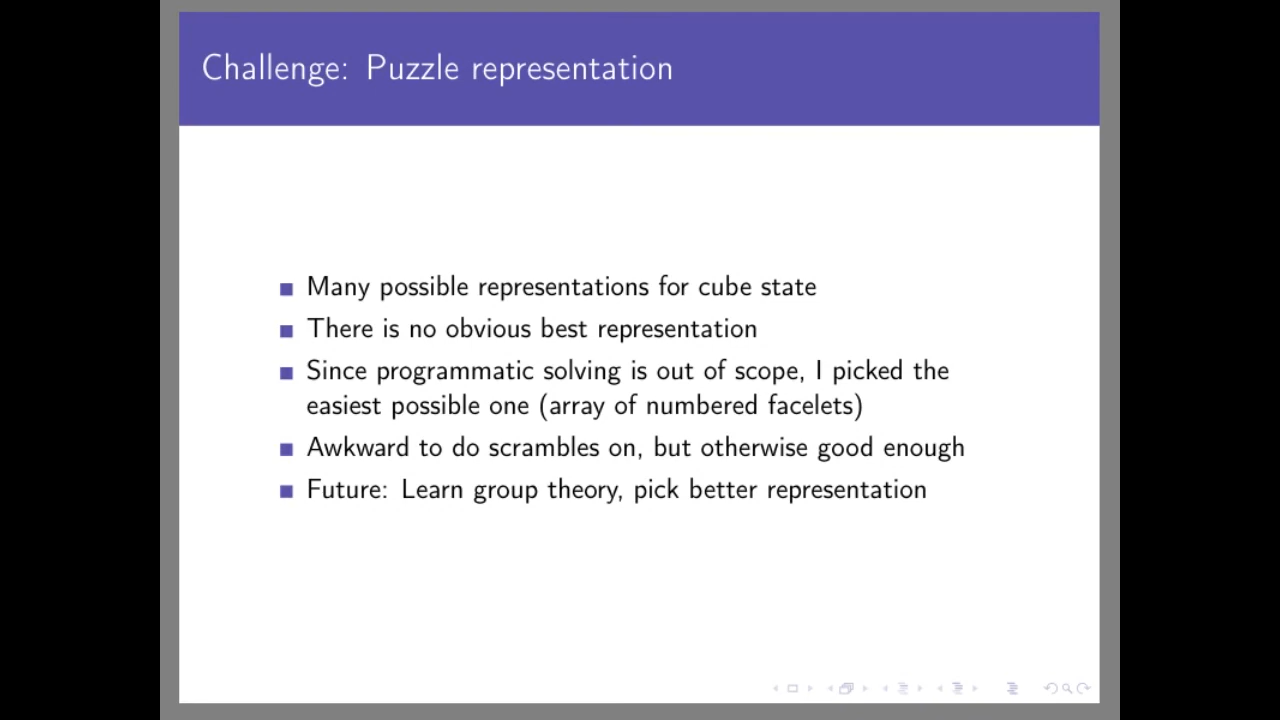 Challenge: Puzzle representation
Many possible representations for cube state
There is no obvious best representation
Since programmatic solving is out of scope, I picked the
easiest possible one (array of numbered facelets)
Awkward to do scrambles on, but otherwise good enough
Future: Learn group theory, pick better representation